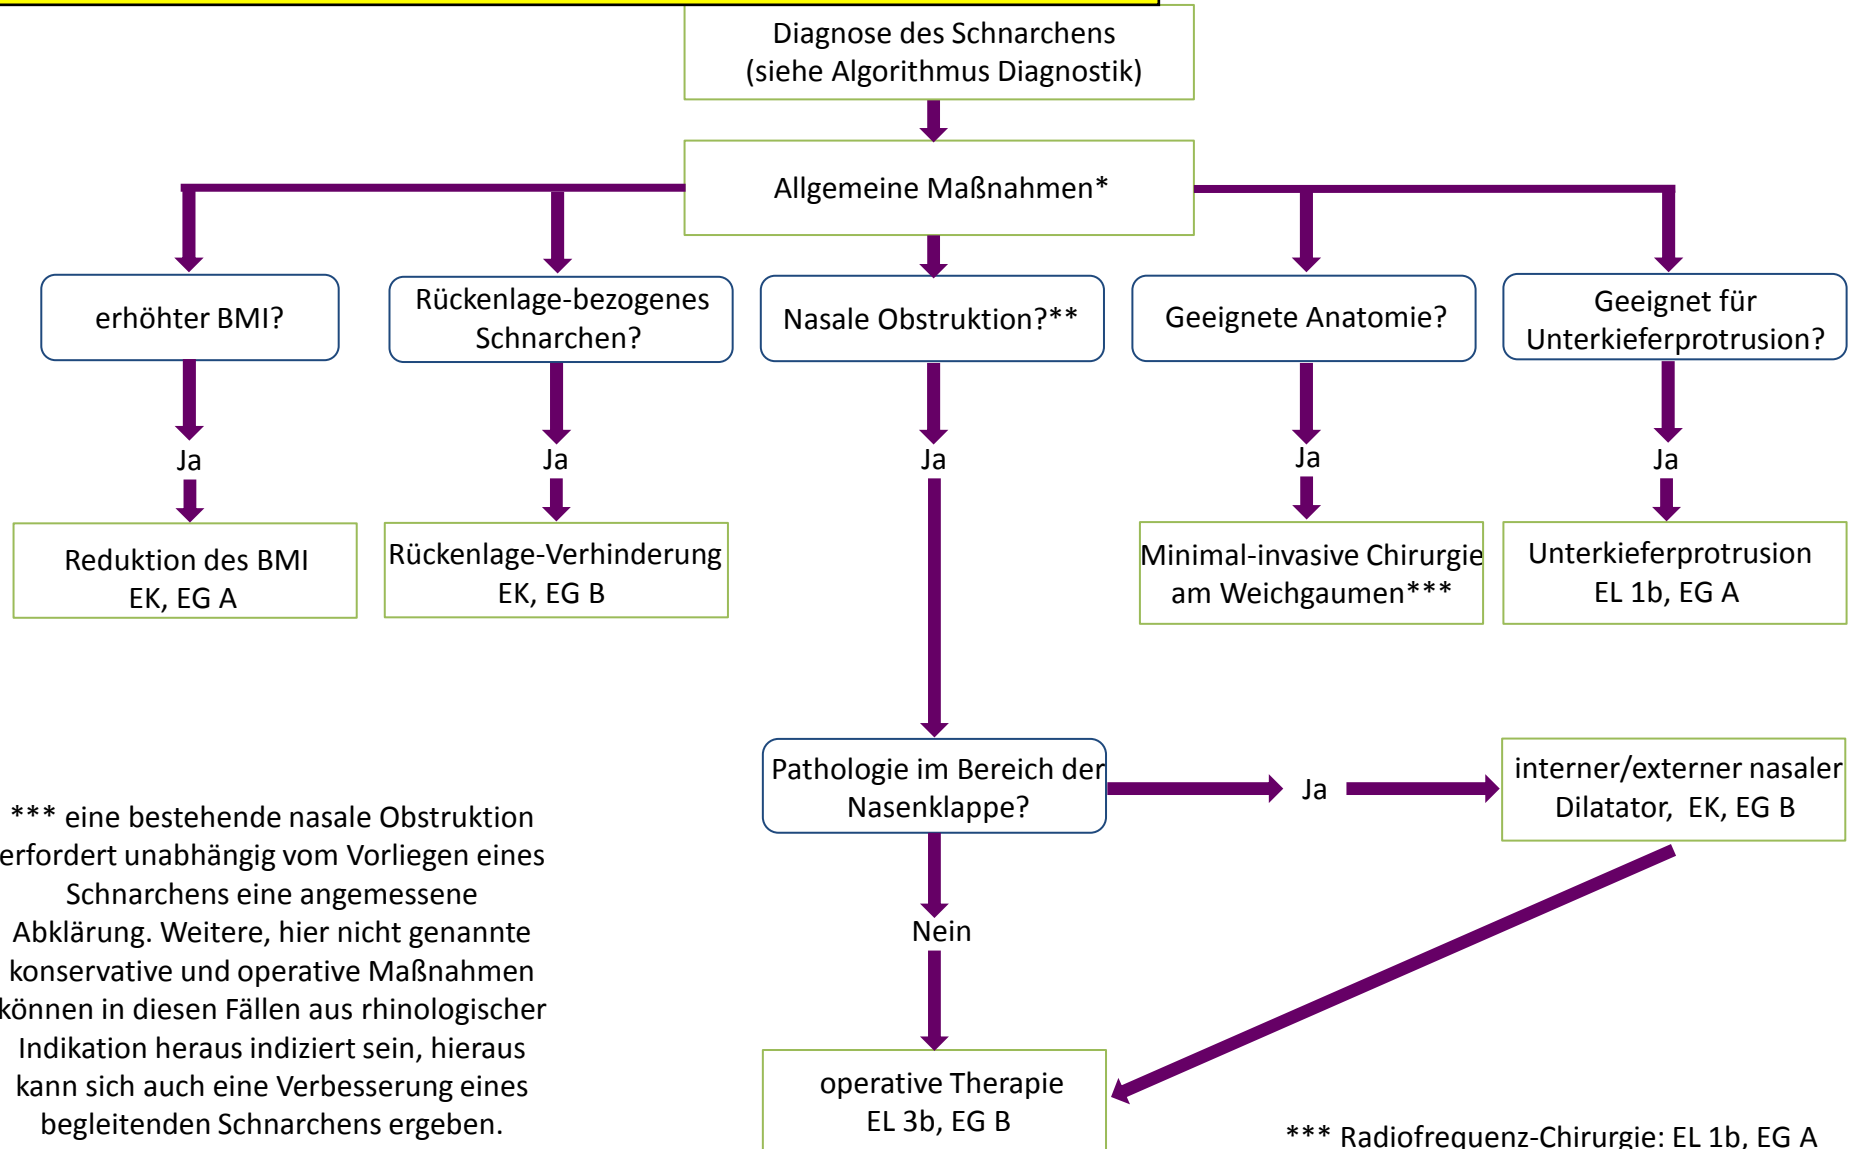 Diagnose des Schnarchens
(siehe Algorithmus Diagnostik)
Allgemeine Maßnahmen*
erhöhter BMI?
Rückenlage-bezogenes
Schnarchen?
Nasale Obstruktion?**
Geeignete Anatomie?
Geeignet für
Unterkieferprotrusion?
Ja
Ja
Ja
Ja
Ja
Reduktion des BMI
EK, EG A
Rückenlage-Verhinderung
EK, EG B
Minimal-invasive Chirurgie
am Weichgaumen***
Unterkieferprotrusion
EL 1b, EG A
Pathologie im Bereich der
Nasenklappe?
Ja
interner/externer nasaler
Dilatator, EK, EG B
Nein
operative Therapie
EL 3b, EG B
*** eine bestehende nasale Obstruktion
erfordert unabhängig vom Vorliegen eines
Schnarchens eine angemessene
Abklärung. Weitere, hier nicht genannte
konservative und operative Maßnahmen
können in diesen Fällen aus rhinologischer
Indikation heraus indiziert sein, hieraus
kann sich auch eine Verbesserung eines
begleitenden Schnarchens ergeben.
*** Radiofrequenz-Chirurgie: EL 1b, EG A